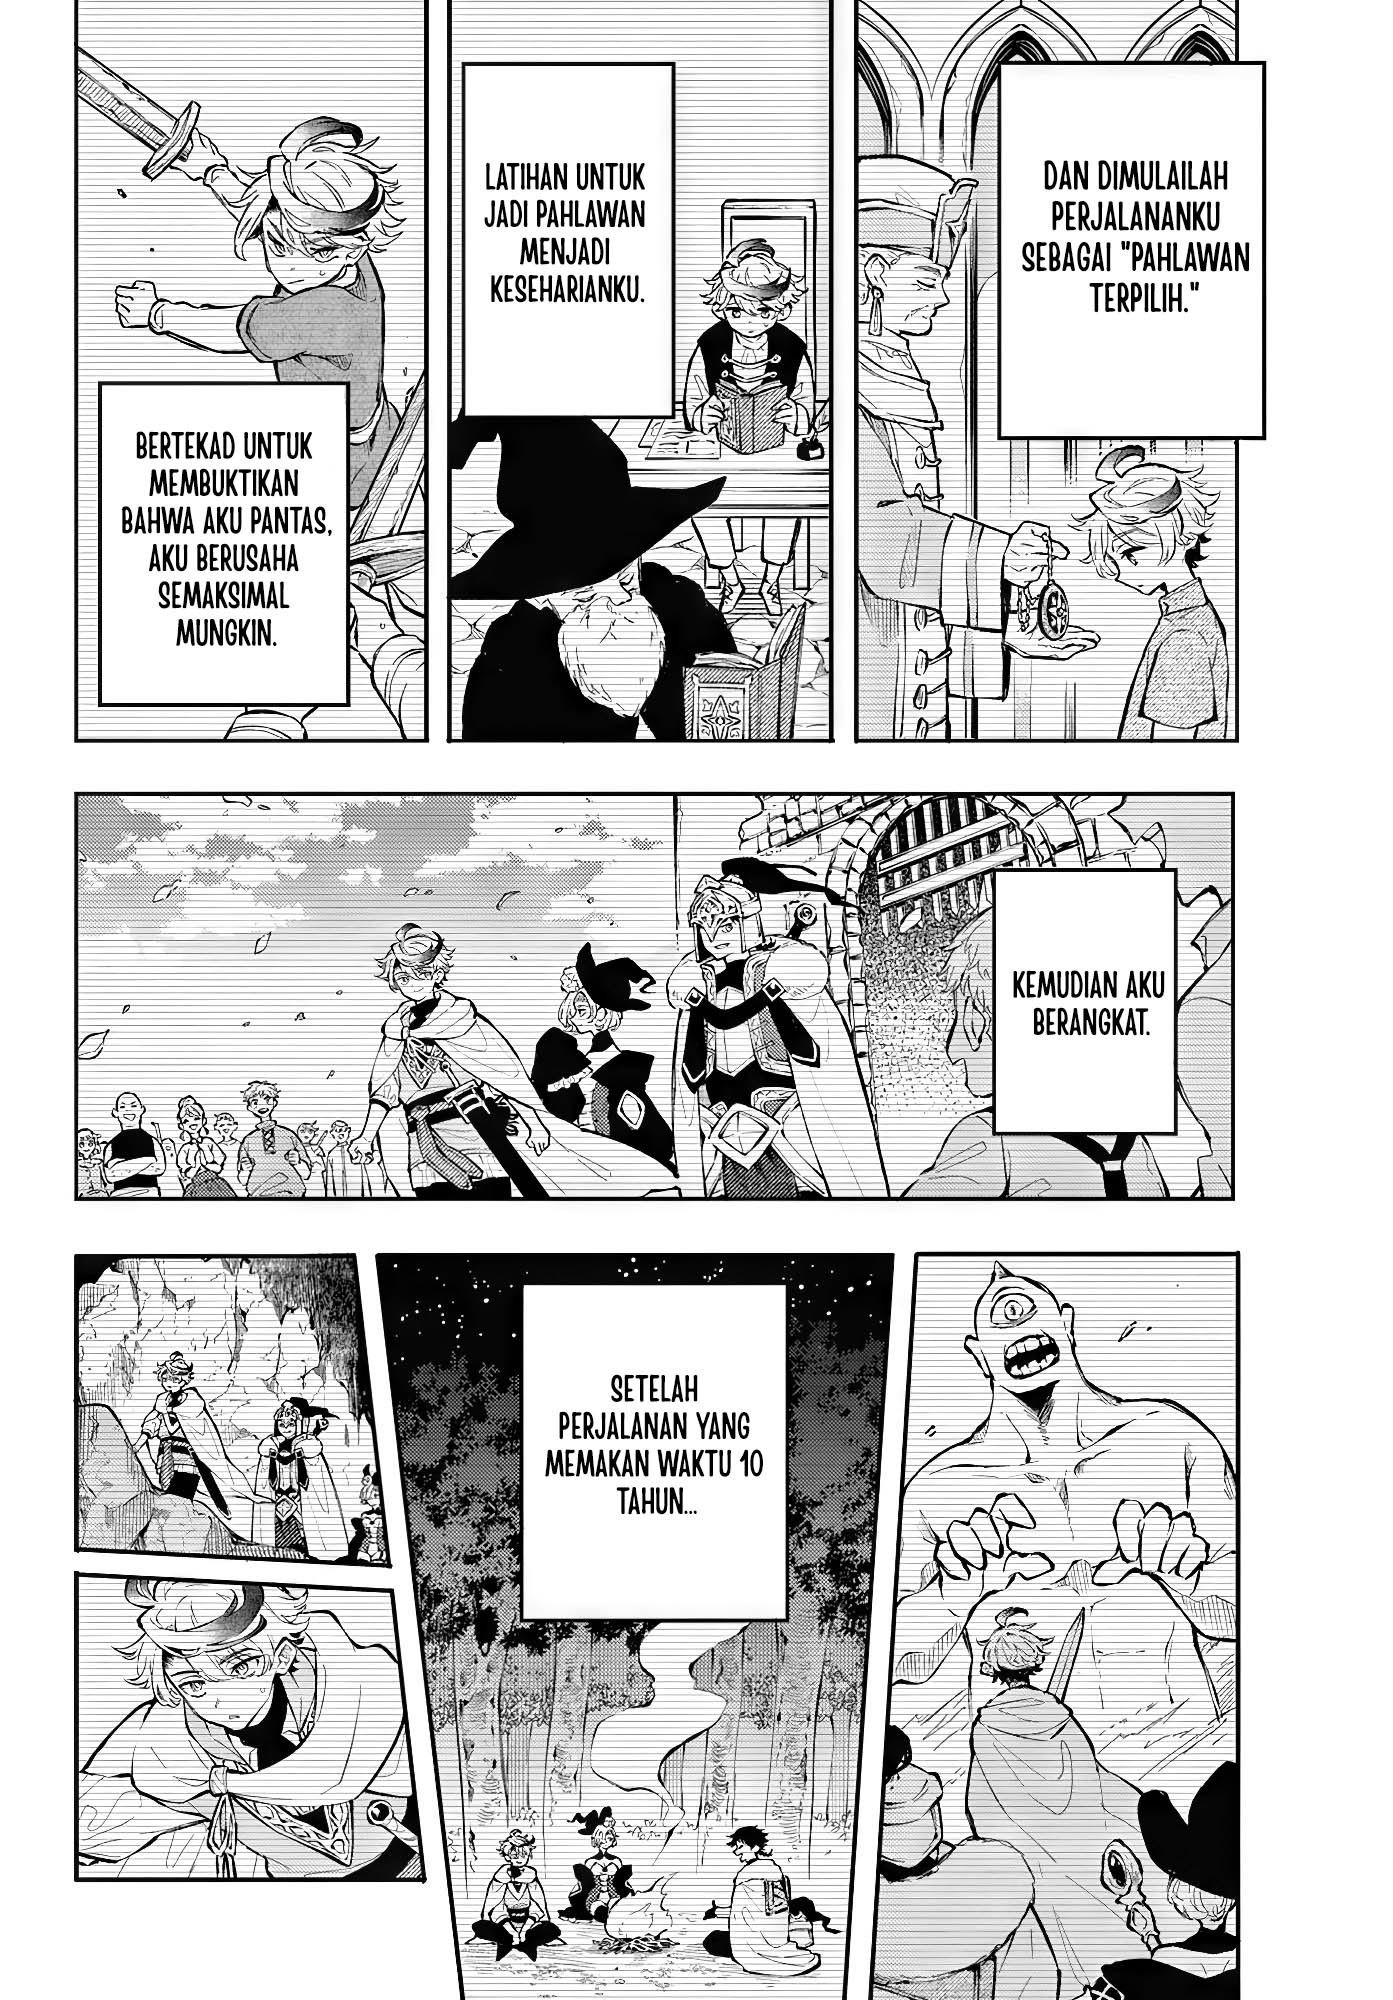 DAN DIMULAILAH
PERJALANANKU
SEBAGAI "PAHLAWAN
TERPILIH."
LATIHAN UNTUK
JADI PAHLAWAN
MENJADI
KESEHARIANKU.
BERTEKAD UNTUK
MEMBUKTIKAN
BAHWA AKU PANTAS,
AKU BERUSAHA
SEMAKSIMAL
MUNGKIN.
KEMUDIAN AKU
BERANGKAT.
SETELAH
PERJALANAN YANG
MEMAKAN WAKTU 10
TAHUN...